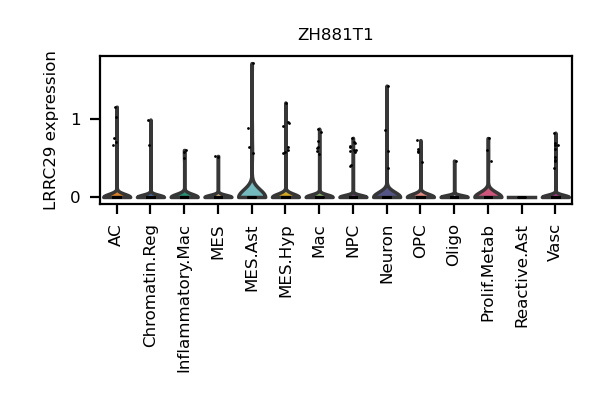 ZH881T1
LRRC29 expression
1
0
AC
Chromatin.Reg
Inflammatory.Mac
MES
MES.Ast
MES.Hyp
Mac
NPC
Neuron
OPC
Oligo
Prolif.Metab
Reactive.Ast
Vasc